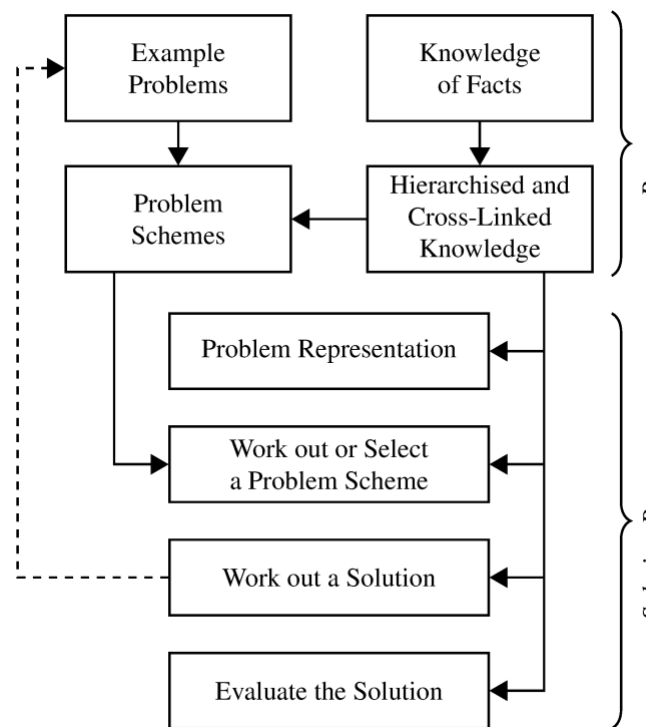 Example
Problems
Knowledge
of Facts
Problem
Schemes
Hierarchised and
Cross-Linked
Knowledge
Problem Representation
Work out or Select
a Problem Scheme
Work out a Solution
Evaluate the Solution